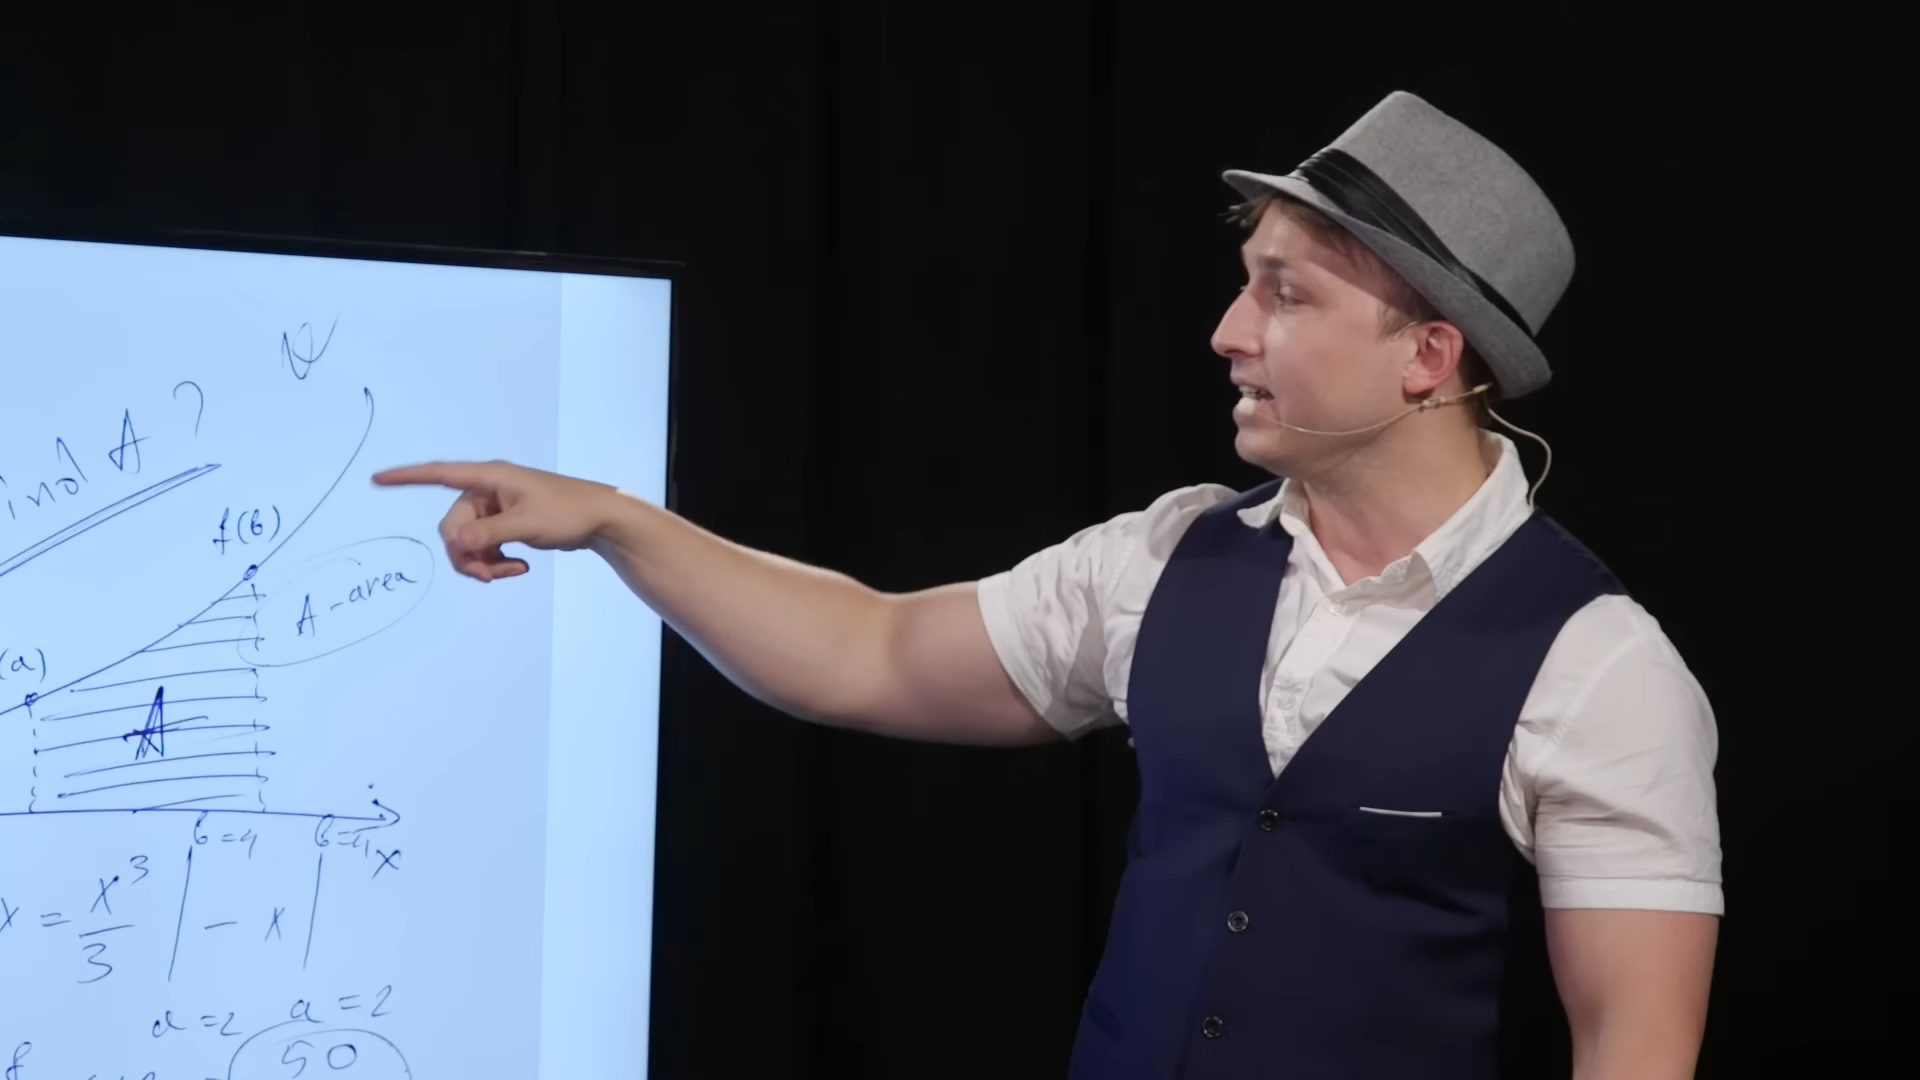 ind A ?
f(b)
A - area
(a)
A
b=4 b=4
x
x = x³/3 | - x |
a=2 a=2
50